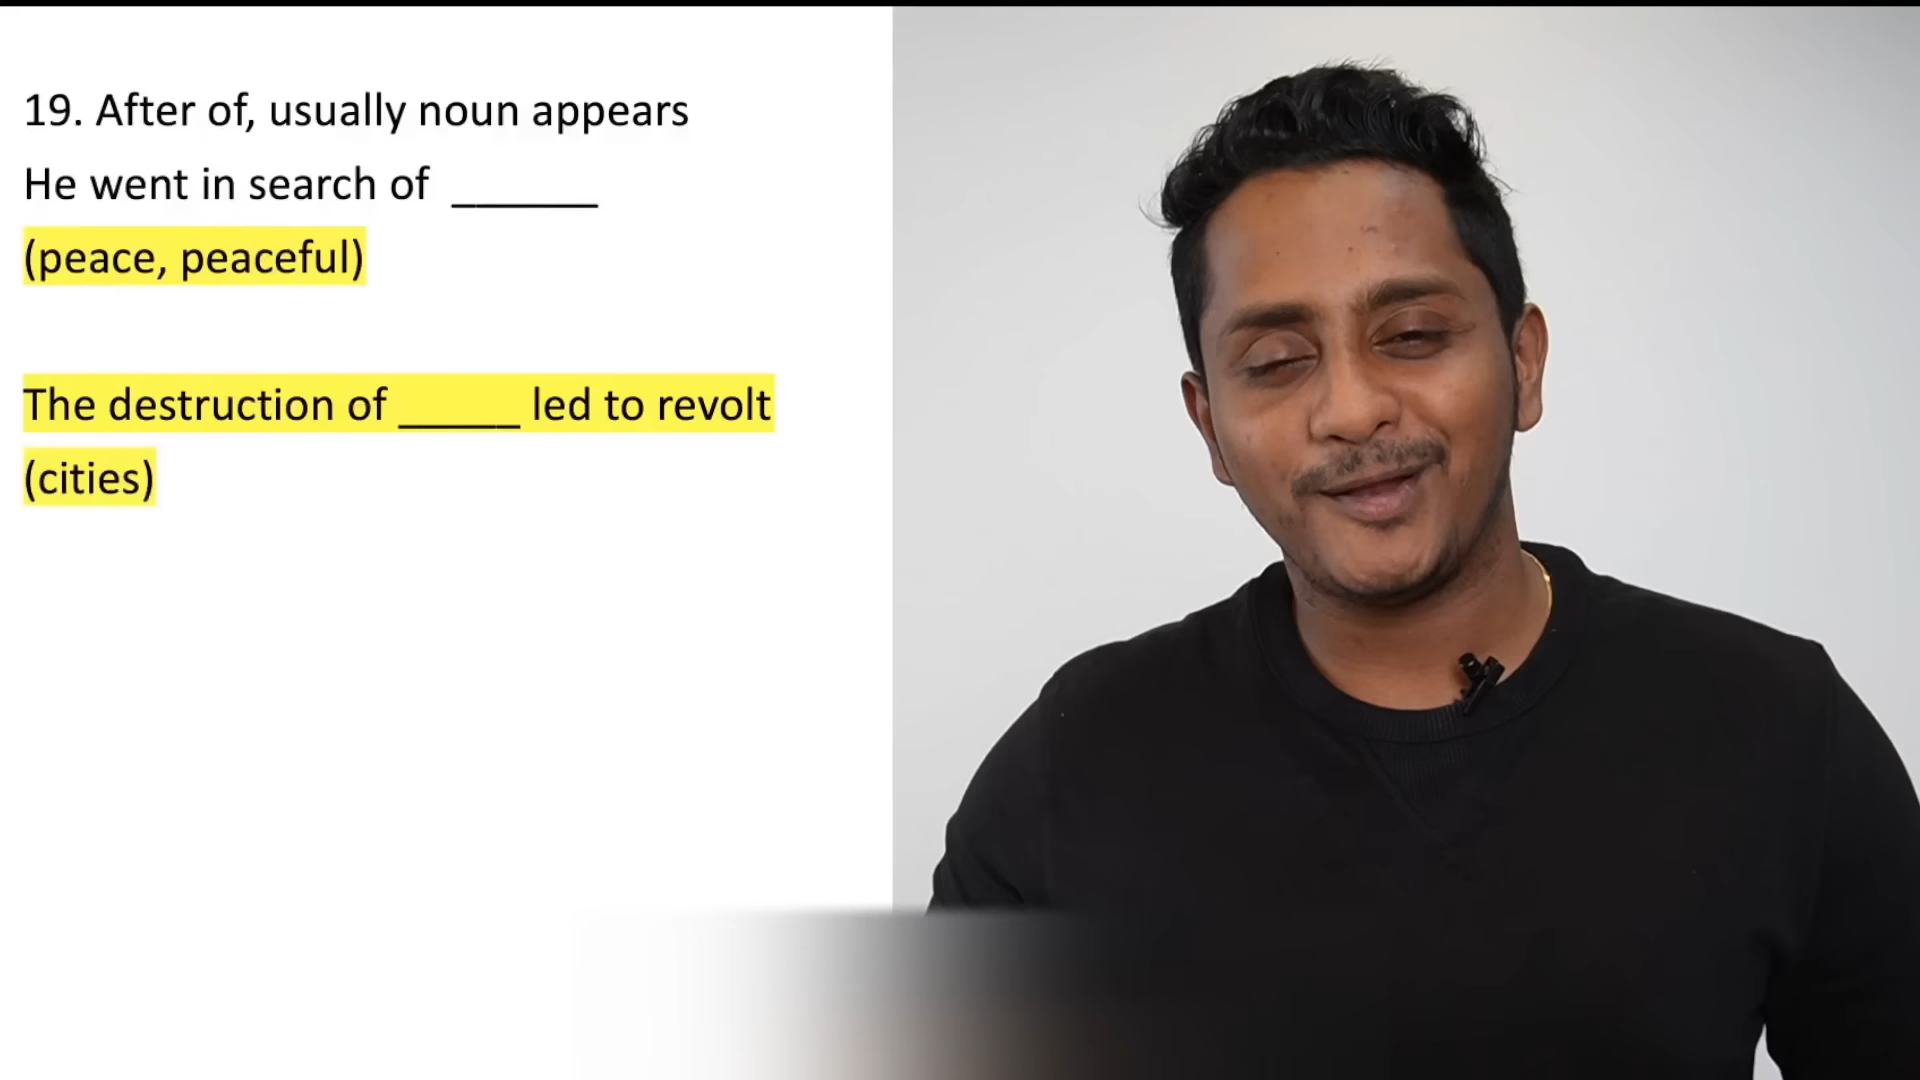 19. After of, usually noun appears
He went in search of ______
(peace, peaceful)
The destruction of _____ led to revolt
(cities)